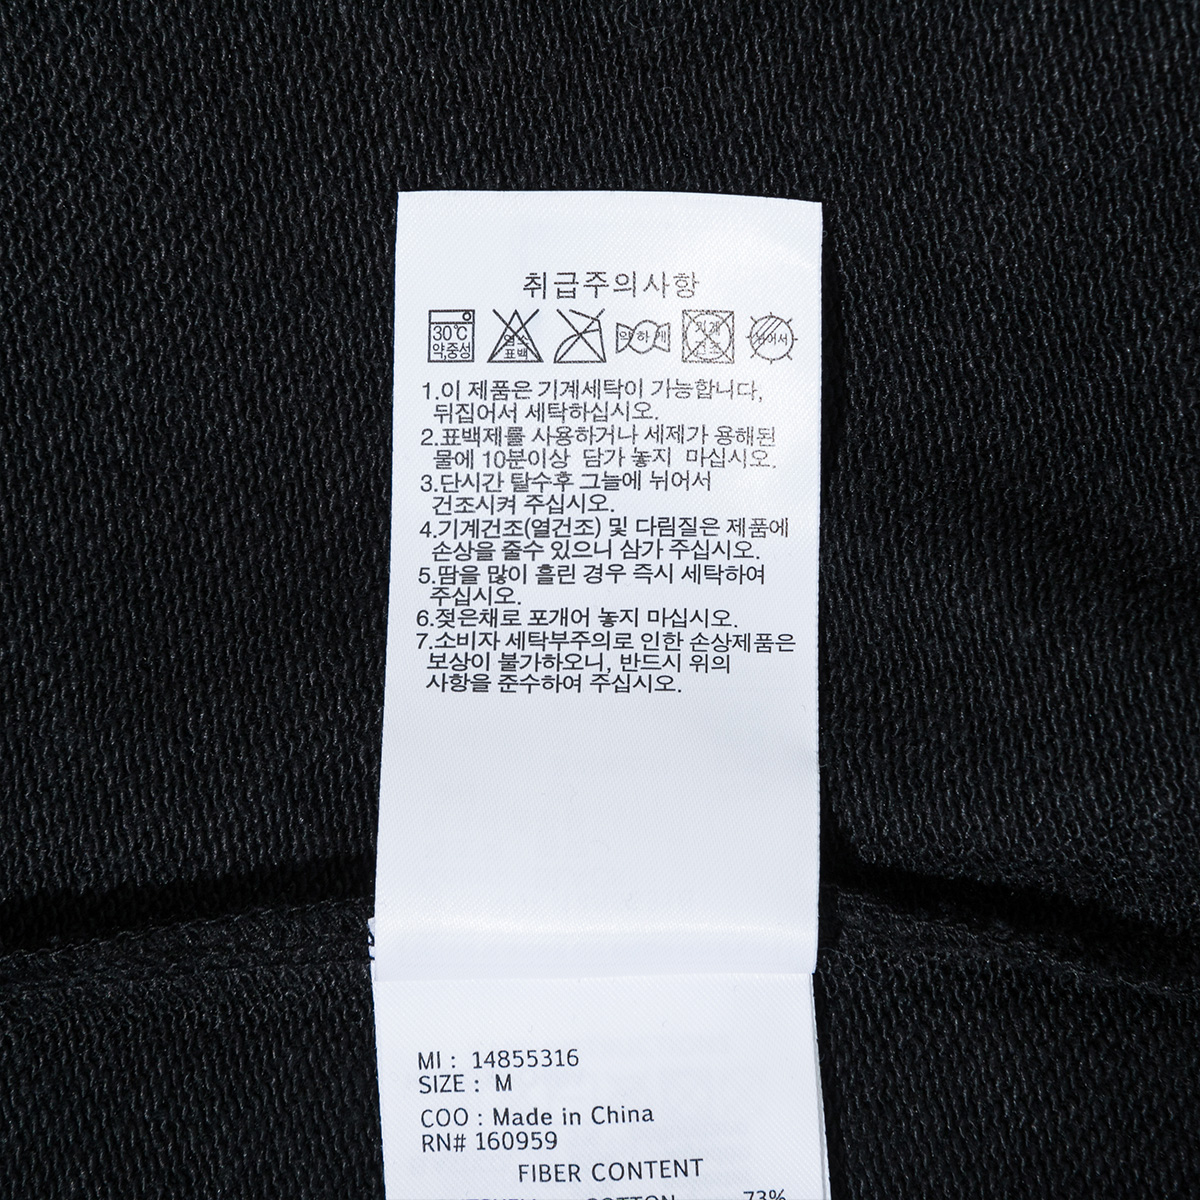 취급주의사항
30℃
약,중성
염소
표백
약하게
기계
건조
뉘어서
1.이 제품은 기계세탁이 가능합니다,
뒤집어서 세탁하십시오.
2.표백제를 사용하거나 세제가 용해된
물에 10분이상 담가 놓지 마십시오.
3.단시간 탈수후 그늘에 뉘어서
건조시켜 주십시오.
4.기계건조(열건조) 및 다림질은 제품에
손상을 줄수 있으니 삼가 주십시오.
5.땀을 많이 흘린 경우 즉시 세탁하여
주십시오.
6.젖은채로 포개어 놓지 마십시오.
7.소비자 세탁부주의로 인한 손상제품은
보상이 불가하오니, 반드시 위의
사항을 준수하여 주십시오.
MI : 14855316
SIZE : M
COO : Made in China
RN# 160959
FIBER CONTENT
COTTON 73%